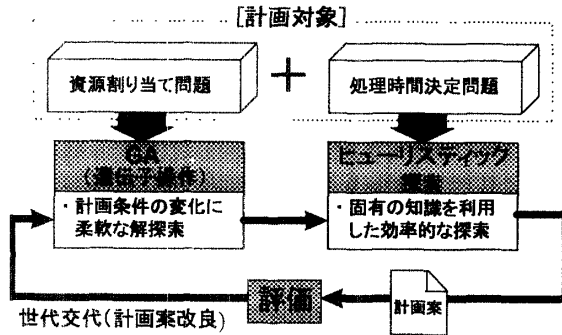 [計画対象]
資源割り当て問題
+
処理時間決定問題
GA
(遺伝子操作)
・計画条件の変化に
柔軟な解探索
ヒューリスティック
探索
・固有の知識を利用
した効率的な探索
評価
計画案
世代交代(計画案改良)